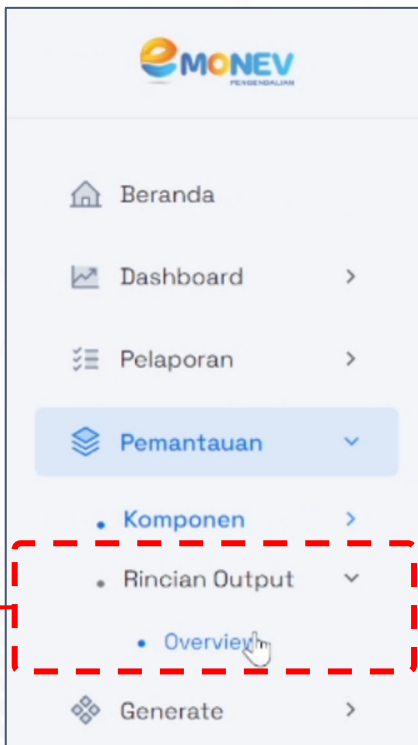 eMONEV
PENGENDALIAN
Beranda
Dashboard
Pelaporan
Pemantauan
Komponen
Rincian Output
Overview
Generate